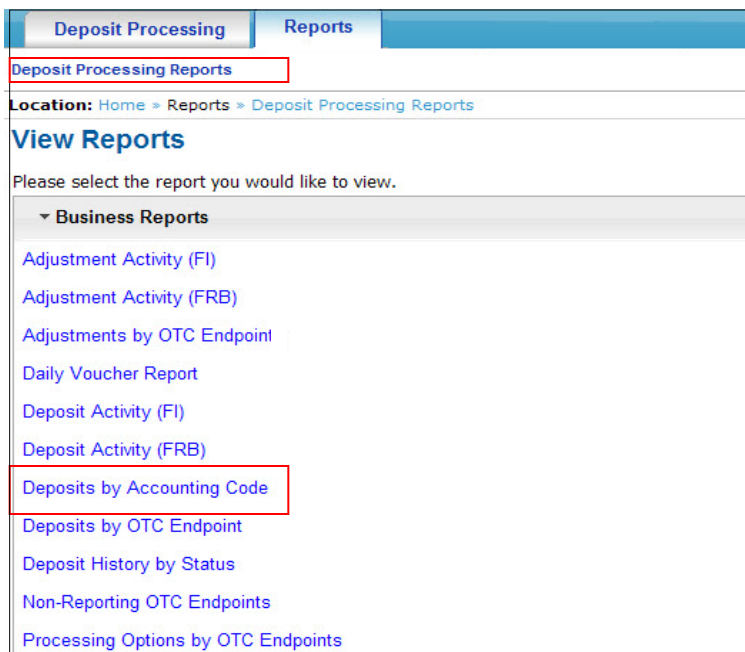 Deposit Processing Reports
Deposit Processing Reports
Location: Home » Reports » Deposit Processing Reports
View Reports
Please select the report you would like to view.
Business Reports
Adjustment Activity (FI)
Adjustment Activity (FRB)
Adjustments by OTC Endpoint
Daily Voucher Report
Deposit Activity (FI)
Deposit Activity (FRB)
Deposits by Accounting Code
Deposits by OTC Endpoint
Deposit History by Status
Non-Reporting OTC Endpoints
Processing Options by OTC Endpoints